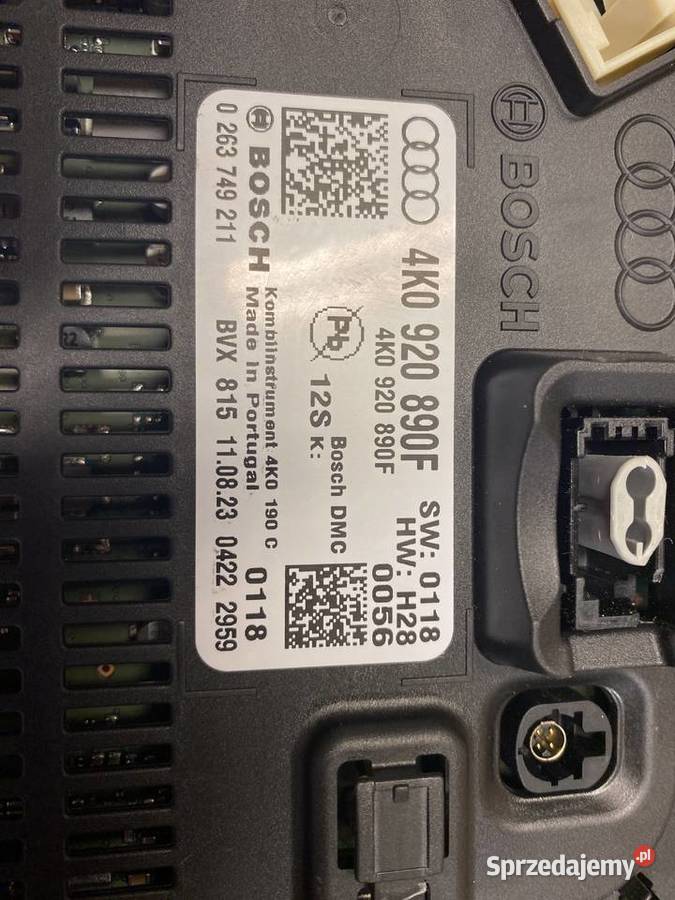 4K0 920 890F SW: 0118
4K0 920 890F HW: H28
0056
Pb
12S K: Bosch DMC
BOSCH Kombiinstrument 4K0 190 C
Made in Portugal 0118
0 263 749 211 BVX 815 11.08.23 0422 2959
BOSCH
Sprzedajemy.pl